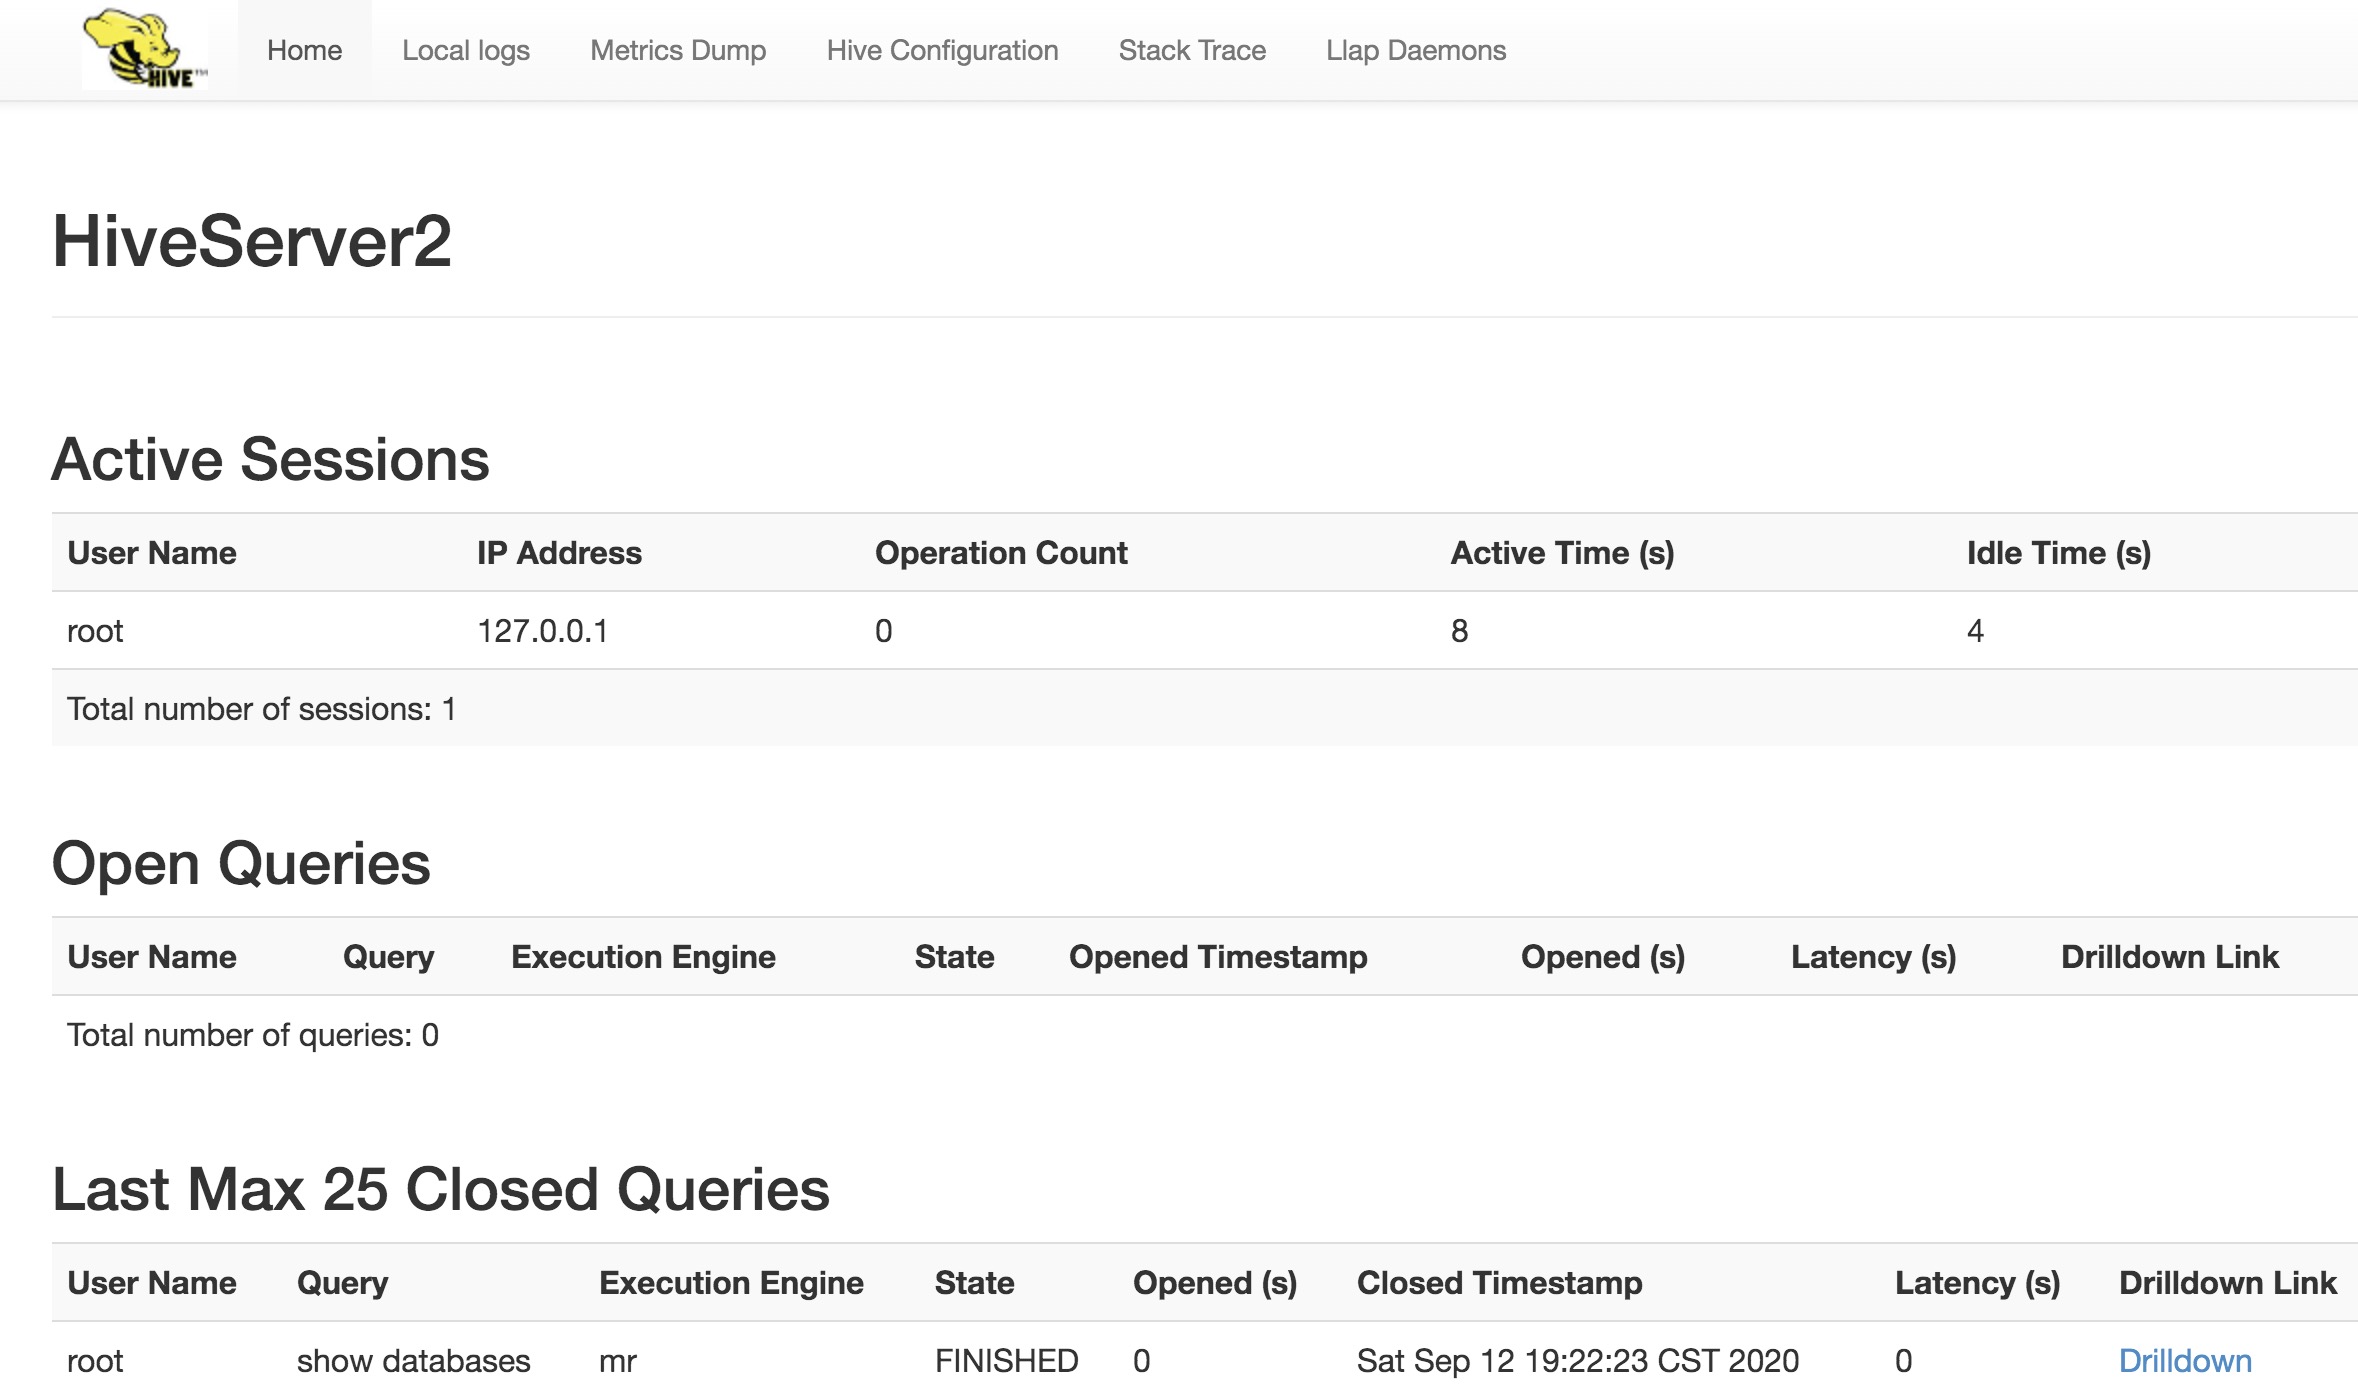 HIVE™ Home Local logs Metrics Dump Hive Configuration Stack Trace Llap Daemons
HiveServer2
Active Sessions
User Name IP Address Operation Count Active Time (s) Idle Time (s)
root 127.0.0.1 0 8 4
Total number of sessions: 1
Open Queries
User Name Query Execution Engine State Opened Timestamp Opened (s) Latency (s) Drilldown Link
Total number of queries: 0
Last Max 25 Closed Queries
User Name Query Execution Engine State Opened (s) Closed Timestamp Latency (s) Drilldown Link
root show databases mr FINISHED 0 Sat Sep 12 19:22:23 CST 2020 0 Drilldown